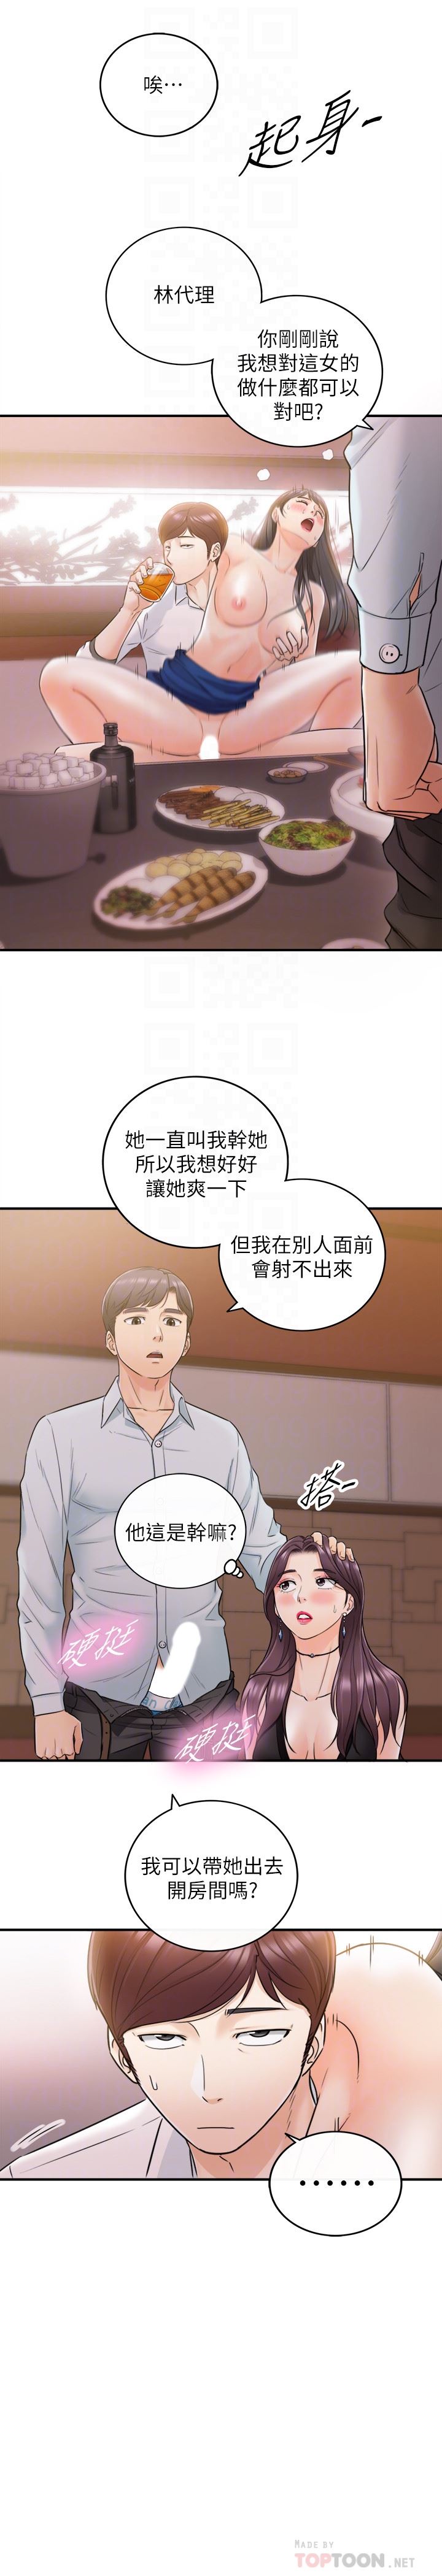 唉…
起身-
林代理
你剛剛說
我想對這女的
做什麼都可以
對吧?
她一直叫我幹她
所以我想好好
讓她爽一下
但我在別人面前
會射不出來
搭-
他這是幹嘛?
硬挺
硬挺
我可以帶她出去
開房間嗎?
……
MADE BY
TOPTOON.NET